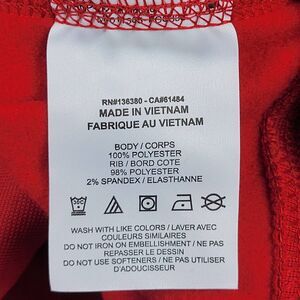 RN#136380 - CA#61484
MADE IN VIETNAM
FABRIQUE AU VIETNAM
BODY / CORPS
100% POLYESTER
RIB / BORD COTE
98% POLYESTER
2% SPANDEX / ELASTHANNE
WASH WITH LIKE COLORS / LAVER AVEC
COULEURS SIMILAIRES
DO NOT IRON ON EMBELLISHMENT / NE PAS
REPASSER LE DESSIN
DO NOT USE SOFTENERS / NE PAS UTILISER
D'ADOUCISSEUR